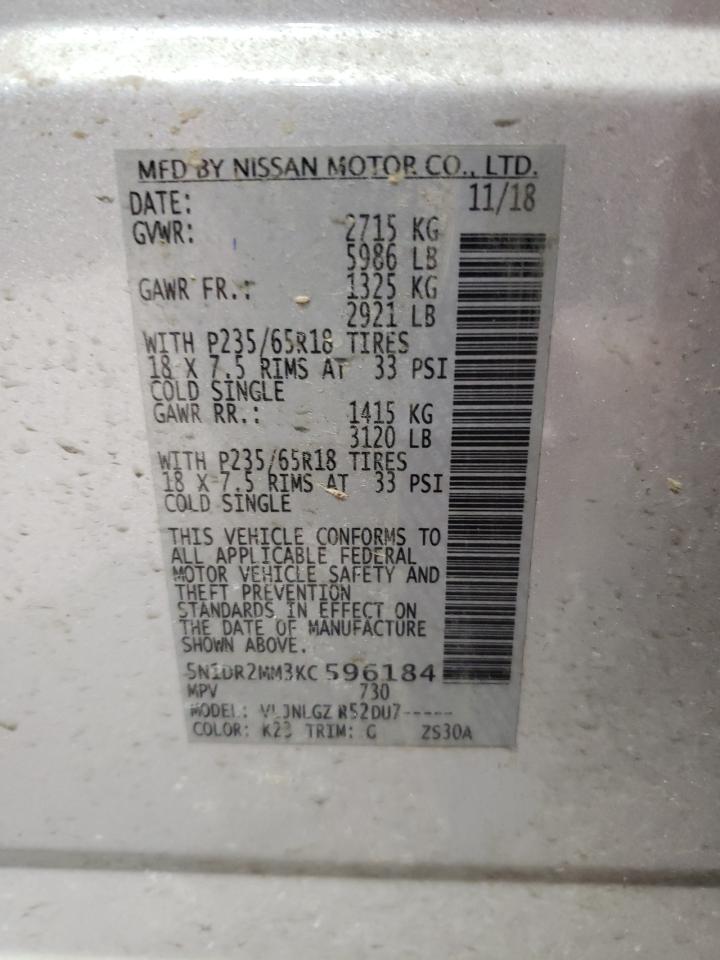 MFD BY NISSAN MOTOR CO., LTD.
DATE: 11/18
GVWR: 2715 KG
5986 LB
GAWR FR.: 1325 KG
2921 LB
WITH P235/65R18 TIRES
18 X 7.5 RIMS AT 33 PSI
COLD SINGLE
GAWR RR.: 1415 KG
3120 LB
WITH P235/65R18 TIRES
18 X 7.5 RIMS AT 33 PSI
COLD SINGLE
THIS VEHICLE CONFORMS TO
ALL APPLICABLE FEDERAL
MOTOR VEHICLE SAFETY AND
THEFT PREVENTION
STANDARDS IN EFFECT ON
THE DATE OF MANUFACTURE
SHOWN ABOVE.
5N1DR2MM3KC596184
MPV 730
MODEL: R52DU7-----
COLOR: K23 TRIM: G ZS30A